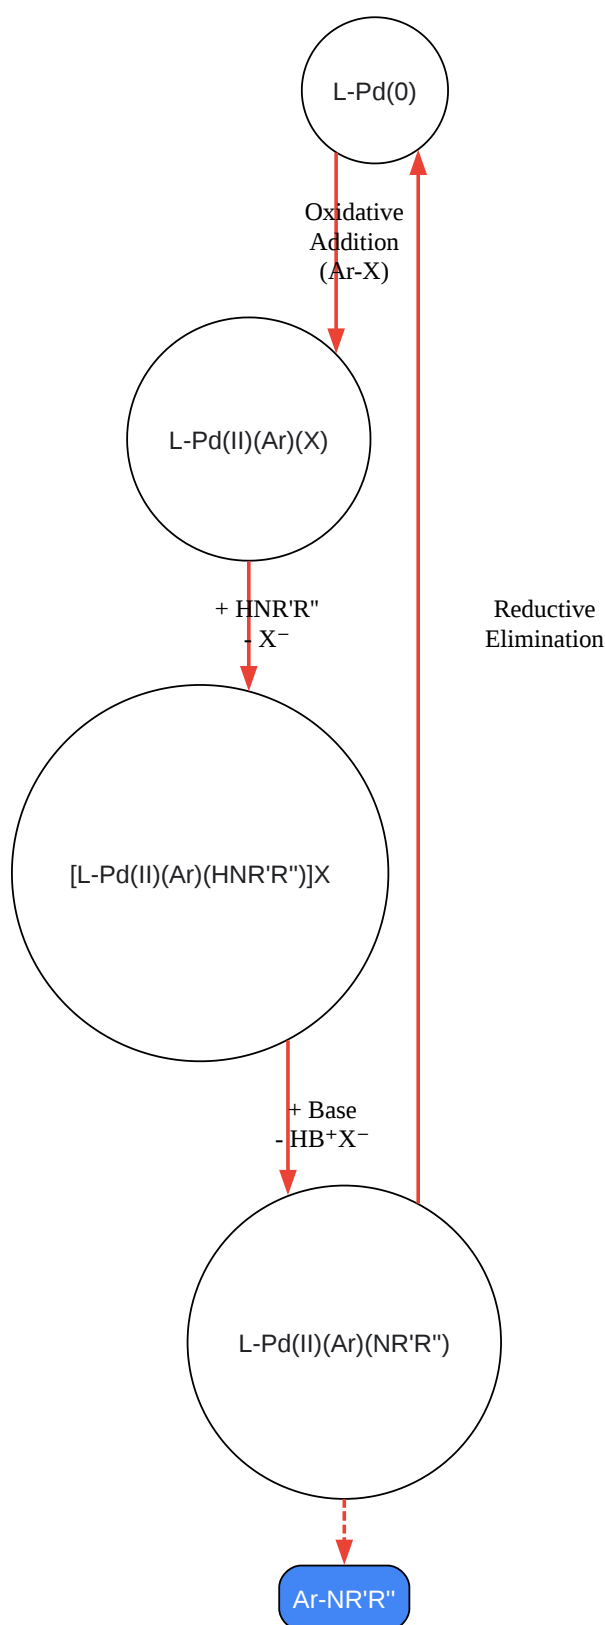 L-Pd(0)
Oxidative
Addition
(Ar-X)
L-Pd(II)(Ar)(X)
+ HNR'R"
- X⁻
Reductive
Elimination
[L-Pd(II)(Ar)(HNR'R")]X
+ Base
- HB⁺X⁻
L-Pd(II)(Ar)(NR'R")
Ar-NR'R"